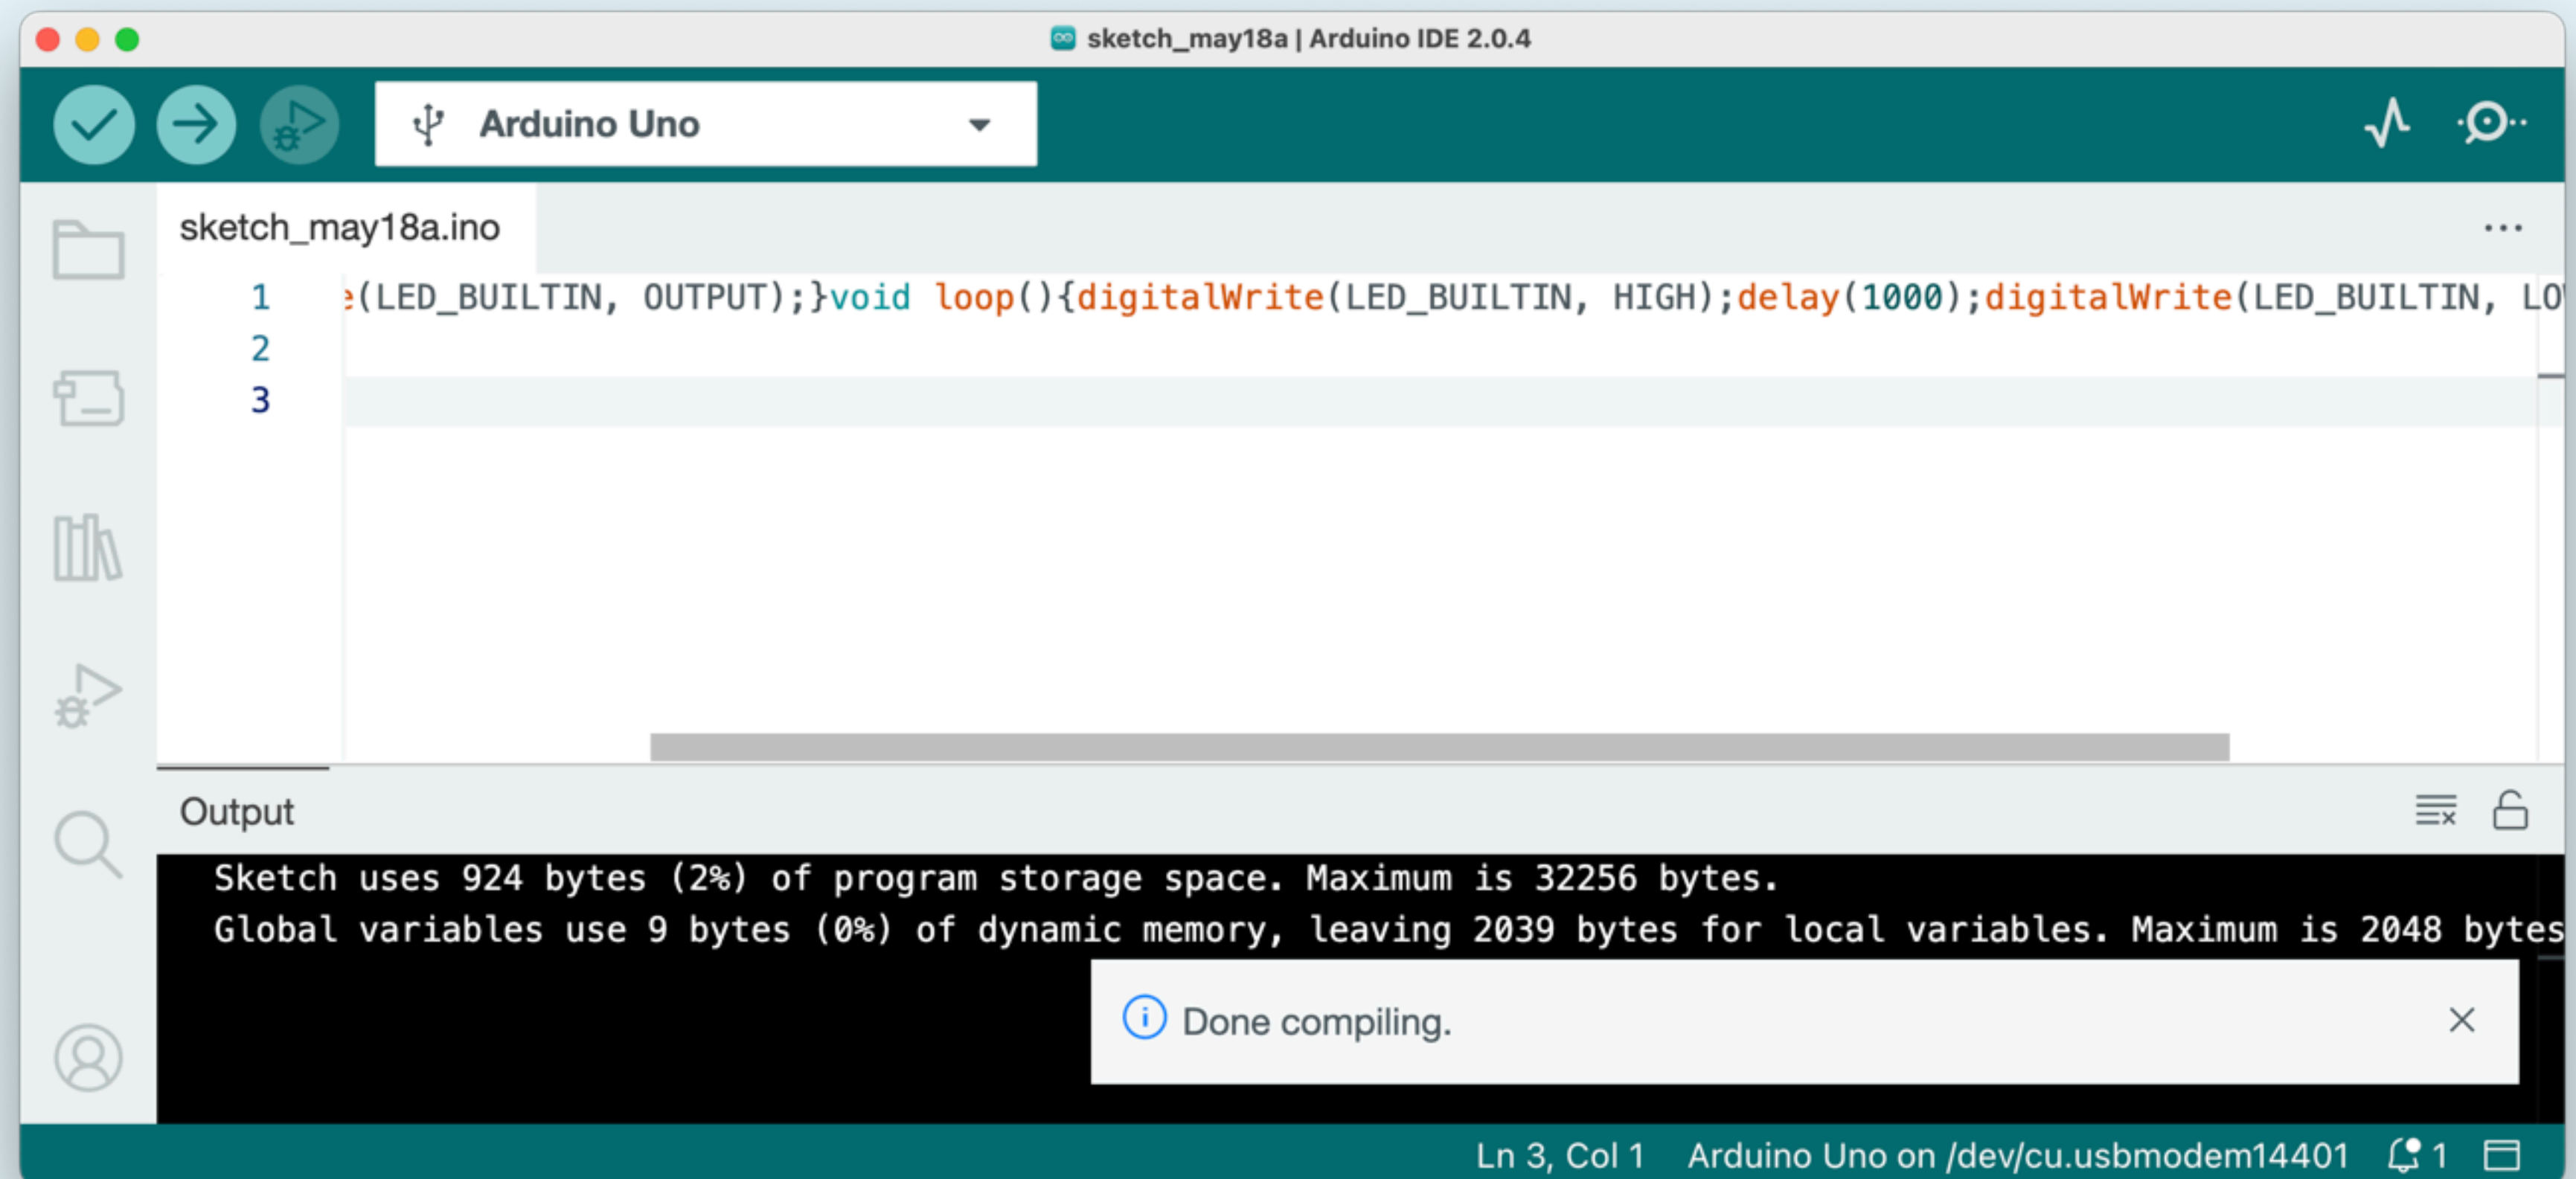 sketch_may18a | Arduino IDE 2.0.4
Arduino Uno
sketch_may18a.ino
...
1 e(LED_BUILTIN, OUTPUT);}void loop(){digitalWrite(LED_BUILTIN, HIGH);delay(1000);digitalWrite(LED_BUILTIN, LO
2
3
Output
Sketch uses 924 bytes (2%) of program storage space. Maximum is 32256 bytes.
Global variables use 9 bytes (0%) of dynamic memory, leaving 2039 bytes for local variables. Maximum is 2048 bytes
Done compiling.
Ln 3, Col 1 Arduino Uno on /dev/cu.usbmodem14401 1